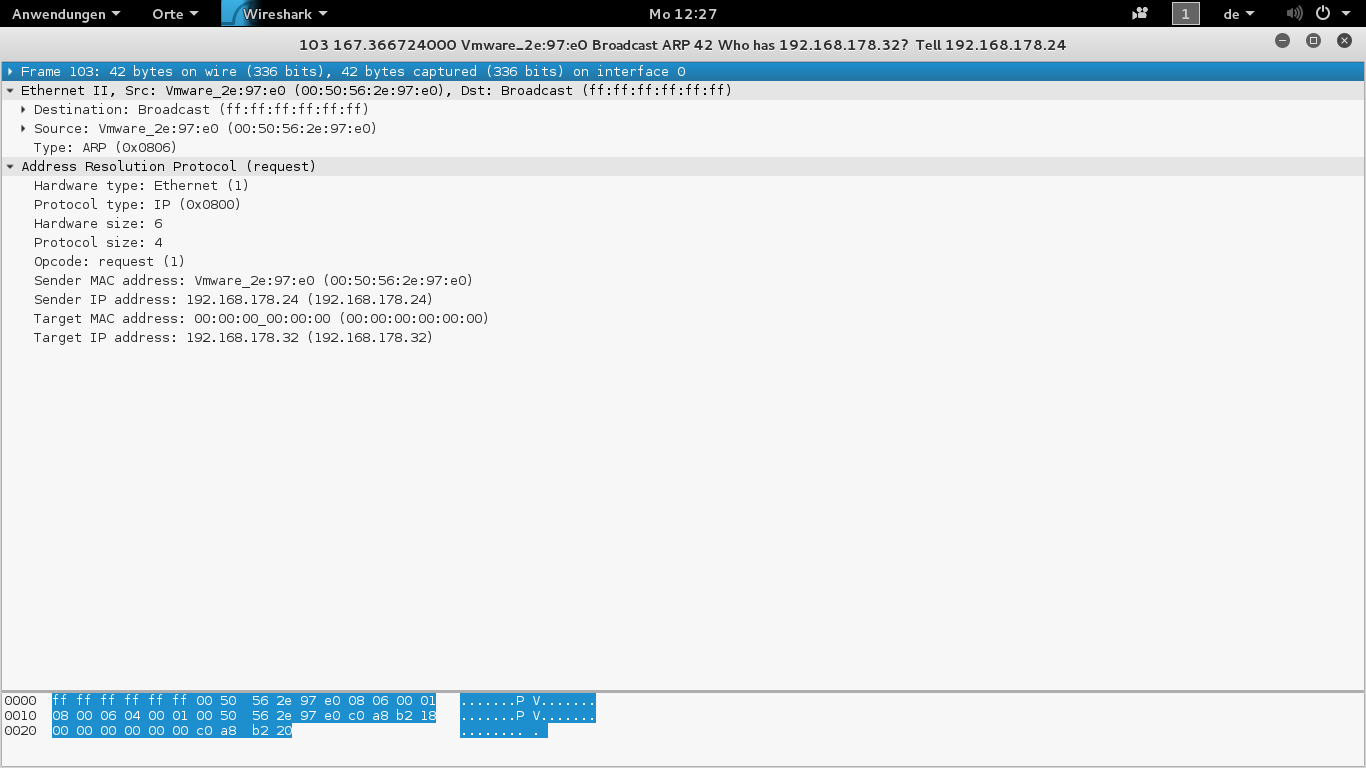 Anwendungen Orte Wireshark Mo 12:27 1 de
103 167.366724000 Vmware_2e:97:e0 Broadcast ARP 42 Who has 192.168.178.32? Tell 192.168.178.24
Frame 103: 42 bytes on wire (336 bits), 42 bytes captured (336 bits) on interface 0
Ethernet II, Src: Vmware_2e:97:e0 (00:50:56:2e:97:e0), Dst: Broadcast (ff:ff:ff:ff:ff:ff)
Destination: Broadcast (ff:ff:ff:ff:ff:ff)
Source: Vmware_2e:97:e0 (00:50:56:2e:97:e0)
Type: ARP (0x0806)
Address Resolution Protocol (request)
Hardware type: Ethernet (1)
Protocol type: IP (0x0800)
Hardware size: 6
Protocol size: 4
Opcode: request (1)
Sender MAC address: Vmware_2e:97:e0 (00:50:56:2e:97:e0)
Sender IP address: 192.168.178.24 (192.168.178.24)
Target MAC address: 00:00:00_00:00:00 (00:00:00:00:00:00)
Target IP address: 192.168.178.32 (192.168.178.32)
0000 ff ff ff ff ff ff 00 50 56 2e 97 e0 08 06 00 01 .......P V.......
0010 08 00 06 04 00 01 00 50 56 2e 97 e0 c0 a8 b2 18 .......P V.......
0020 00 00 00 00 00 00 c0 a8 b2 20 ........ .